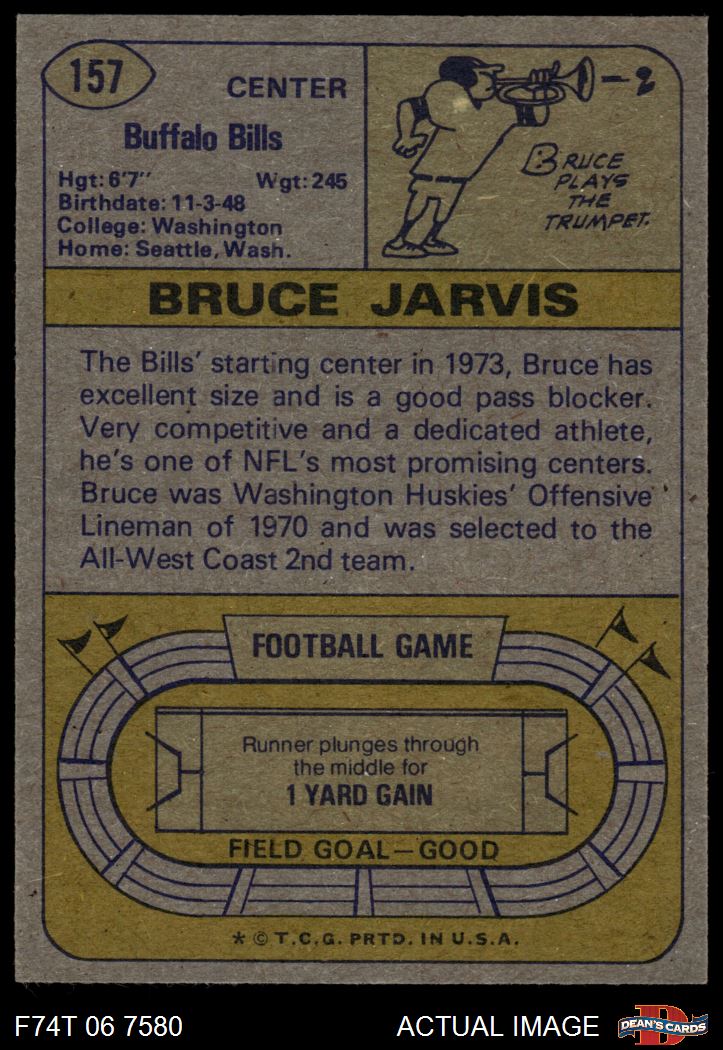 157
CENTER
Buffalo Bills
Hgt: 6'7" Wgt: 245
Birthdate: 11-3-48
College: Washington
Home: Seattle, Wash.
BRUCE
PLAYS
THE
TRUMPET.
BRUCE JARVIS
The Bills' starting center in 1973, Bruce has
excellent size and is a good pass blocker.
Very competitive and a dedicated athlete,
he's one of NFL's most promising centers.
Bruce was Washington Huskies' Offensive
Lineman of 1970 and was selected to the
All-West Coast 2nd team.
FOOTBALL GAME
Runner plunges through
the middle for
1 YARD GAIN
FIELD GOAL—GOOD
* © T.C.G. PRTD. IN U.S.A.
F74T 06 7580
ACTUAL IMAGE
D
DEAN'S CARDS